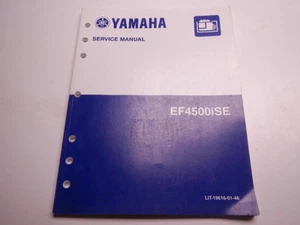 YAMAHA
SERVICE MANUAL
EF4500iSE
LIT-19616-01-46